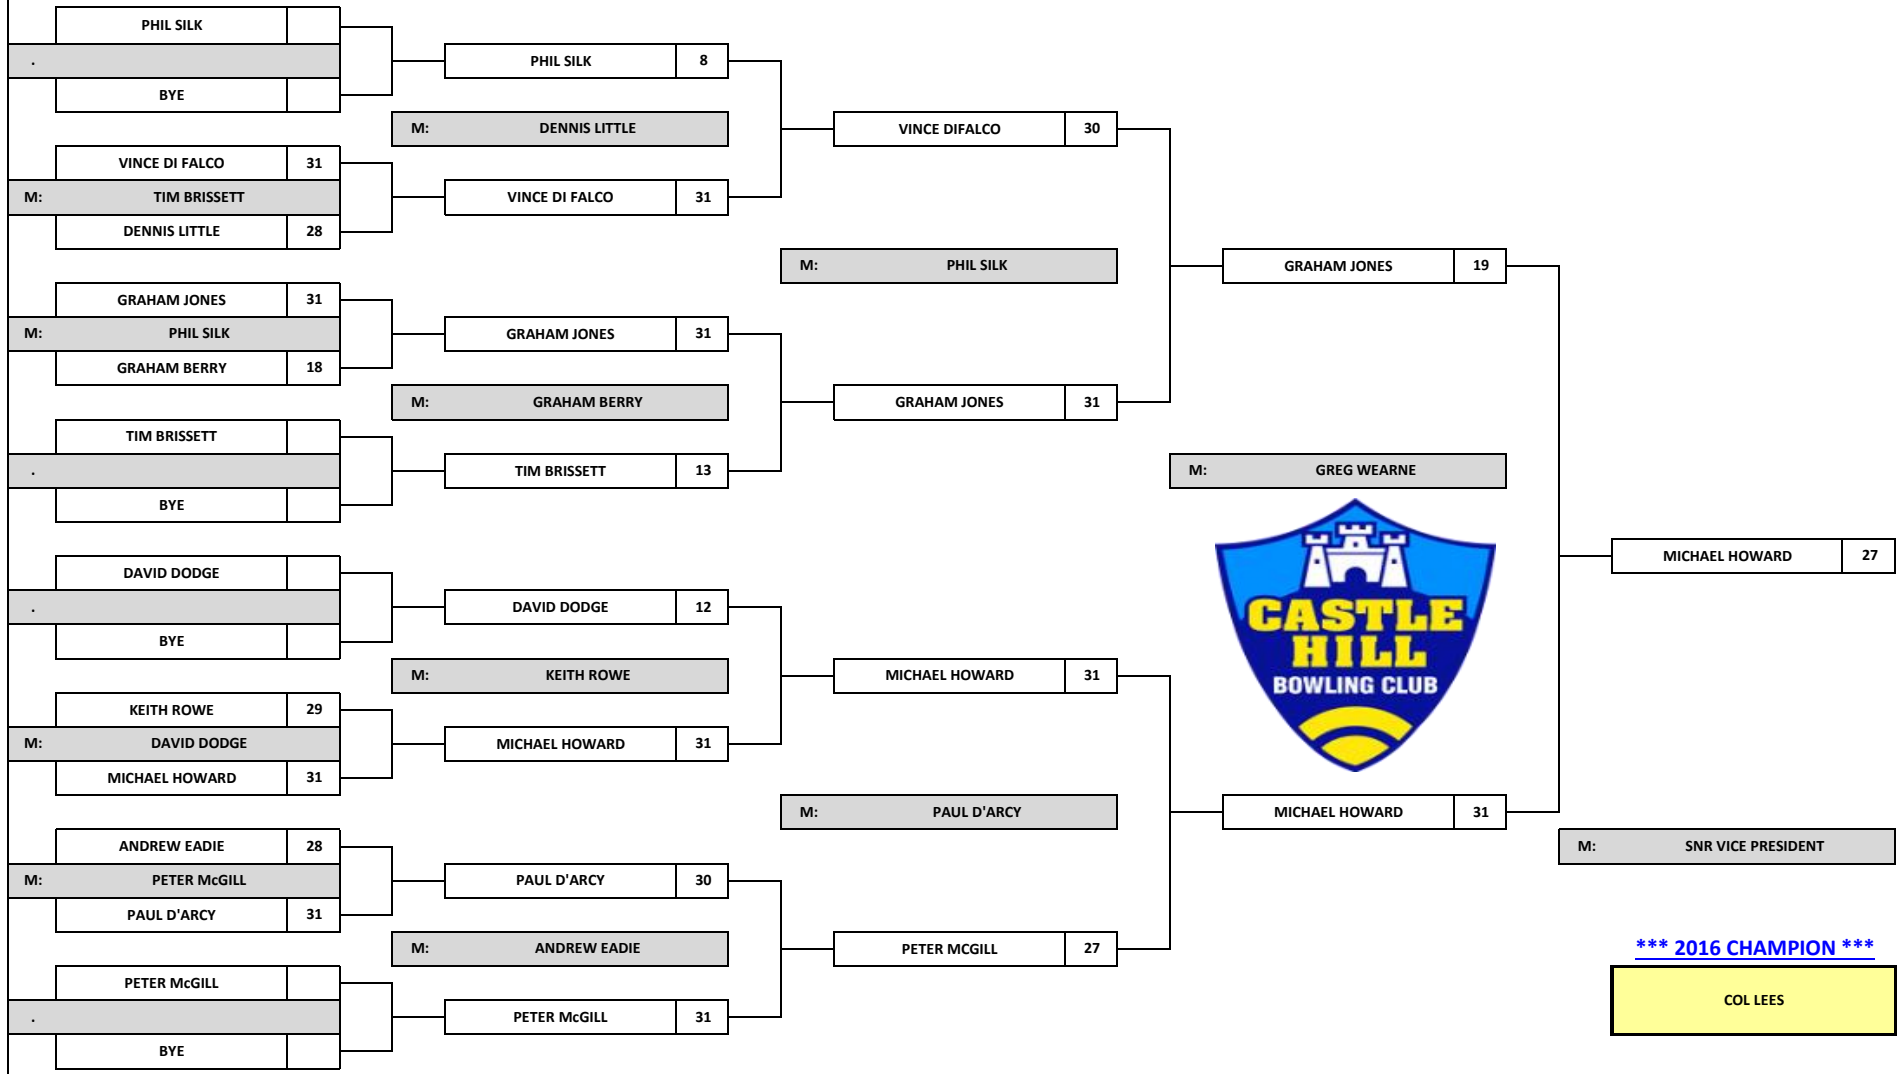 PHIL SILK
.
BYE
VINCE DI FALCO 31
M: TIM BRISSETT
DENNIS LITTLE 28
GRAHAM JONES 31
M: PHIL SILK
GRAHAM BERRY 18
TIM BRISSETT
.
BYE
DAVID DODGE
.
BYE
KEITH ROWE 29
M: DAVID DODGE
MICHAEL HOWARD 31
ANDREW EADIE 28
M: PETER McGILL
PAUL D'ARCY 31
PETER McGILL
.
BYE
PHIL SILK 8
M: DENNIS LITTLE
VINCE DI FALCO 31
GRAHAM JONES 31
M: GRAHAM BERRY
TIM BRISSETT 13
DAVID DODGE 12
M: KEITH ROWE
MICHAEL HOWARD 31
PAUL D'ARCY 30
M: ANDREW EADIE
PETER McGILL 31
VINCE DIFALCO 30
M: PHIL SILK
GRAHAM JONES 31
MICHAEL HOWARD 31
M: PAUL D'ARCY
PETER MCGILL 27
GRAHAM JONES 19
M: GREG WEARNE
CASTLE
HILL
BOWLING CLUB
MICHAEL HOWARD 31
MICHAEL HOWARD 27
M: SNR VICE PRESIDENT
*** 2016 CHAMPION ***
COL LEES